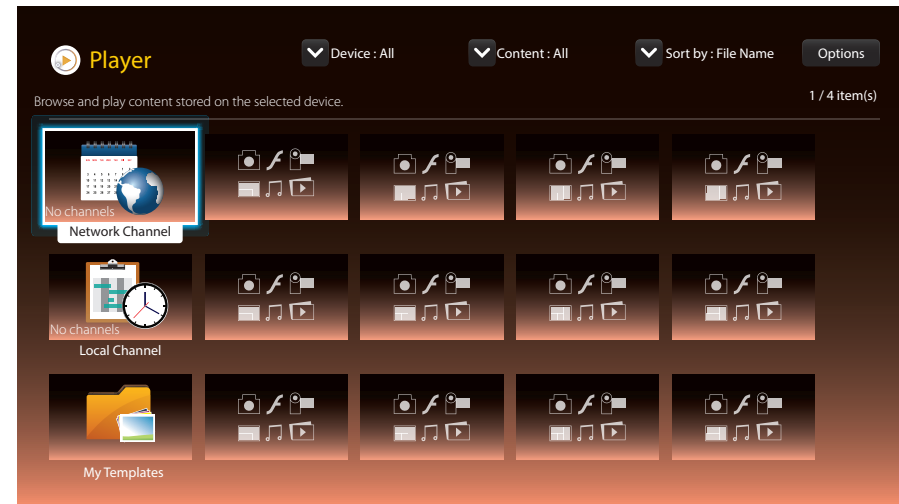 Player
Device : All
Content : All
Sort by : File Name
Options
Browse and play content stored on the selected device.
1 / 4 item(s)
No channels
Network Channel
No channels
Local Channel
My Templates